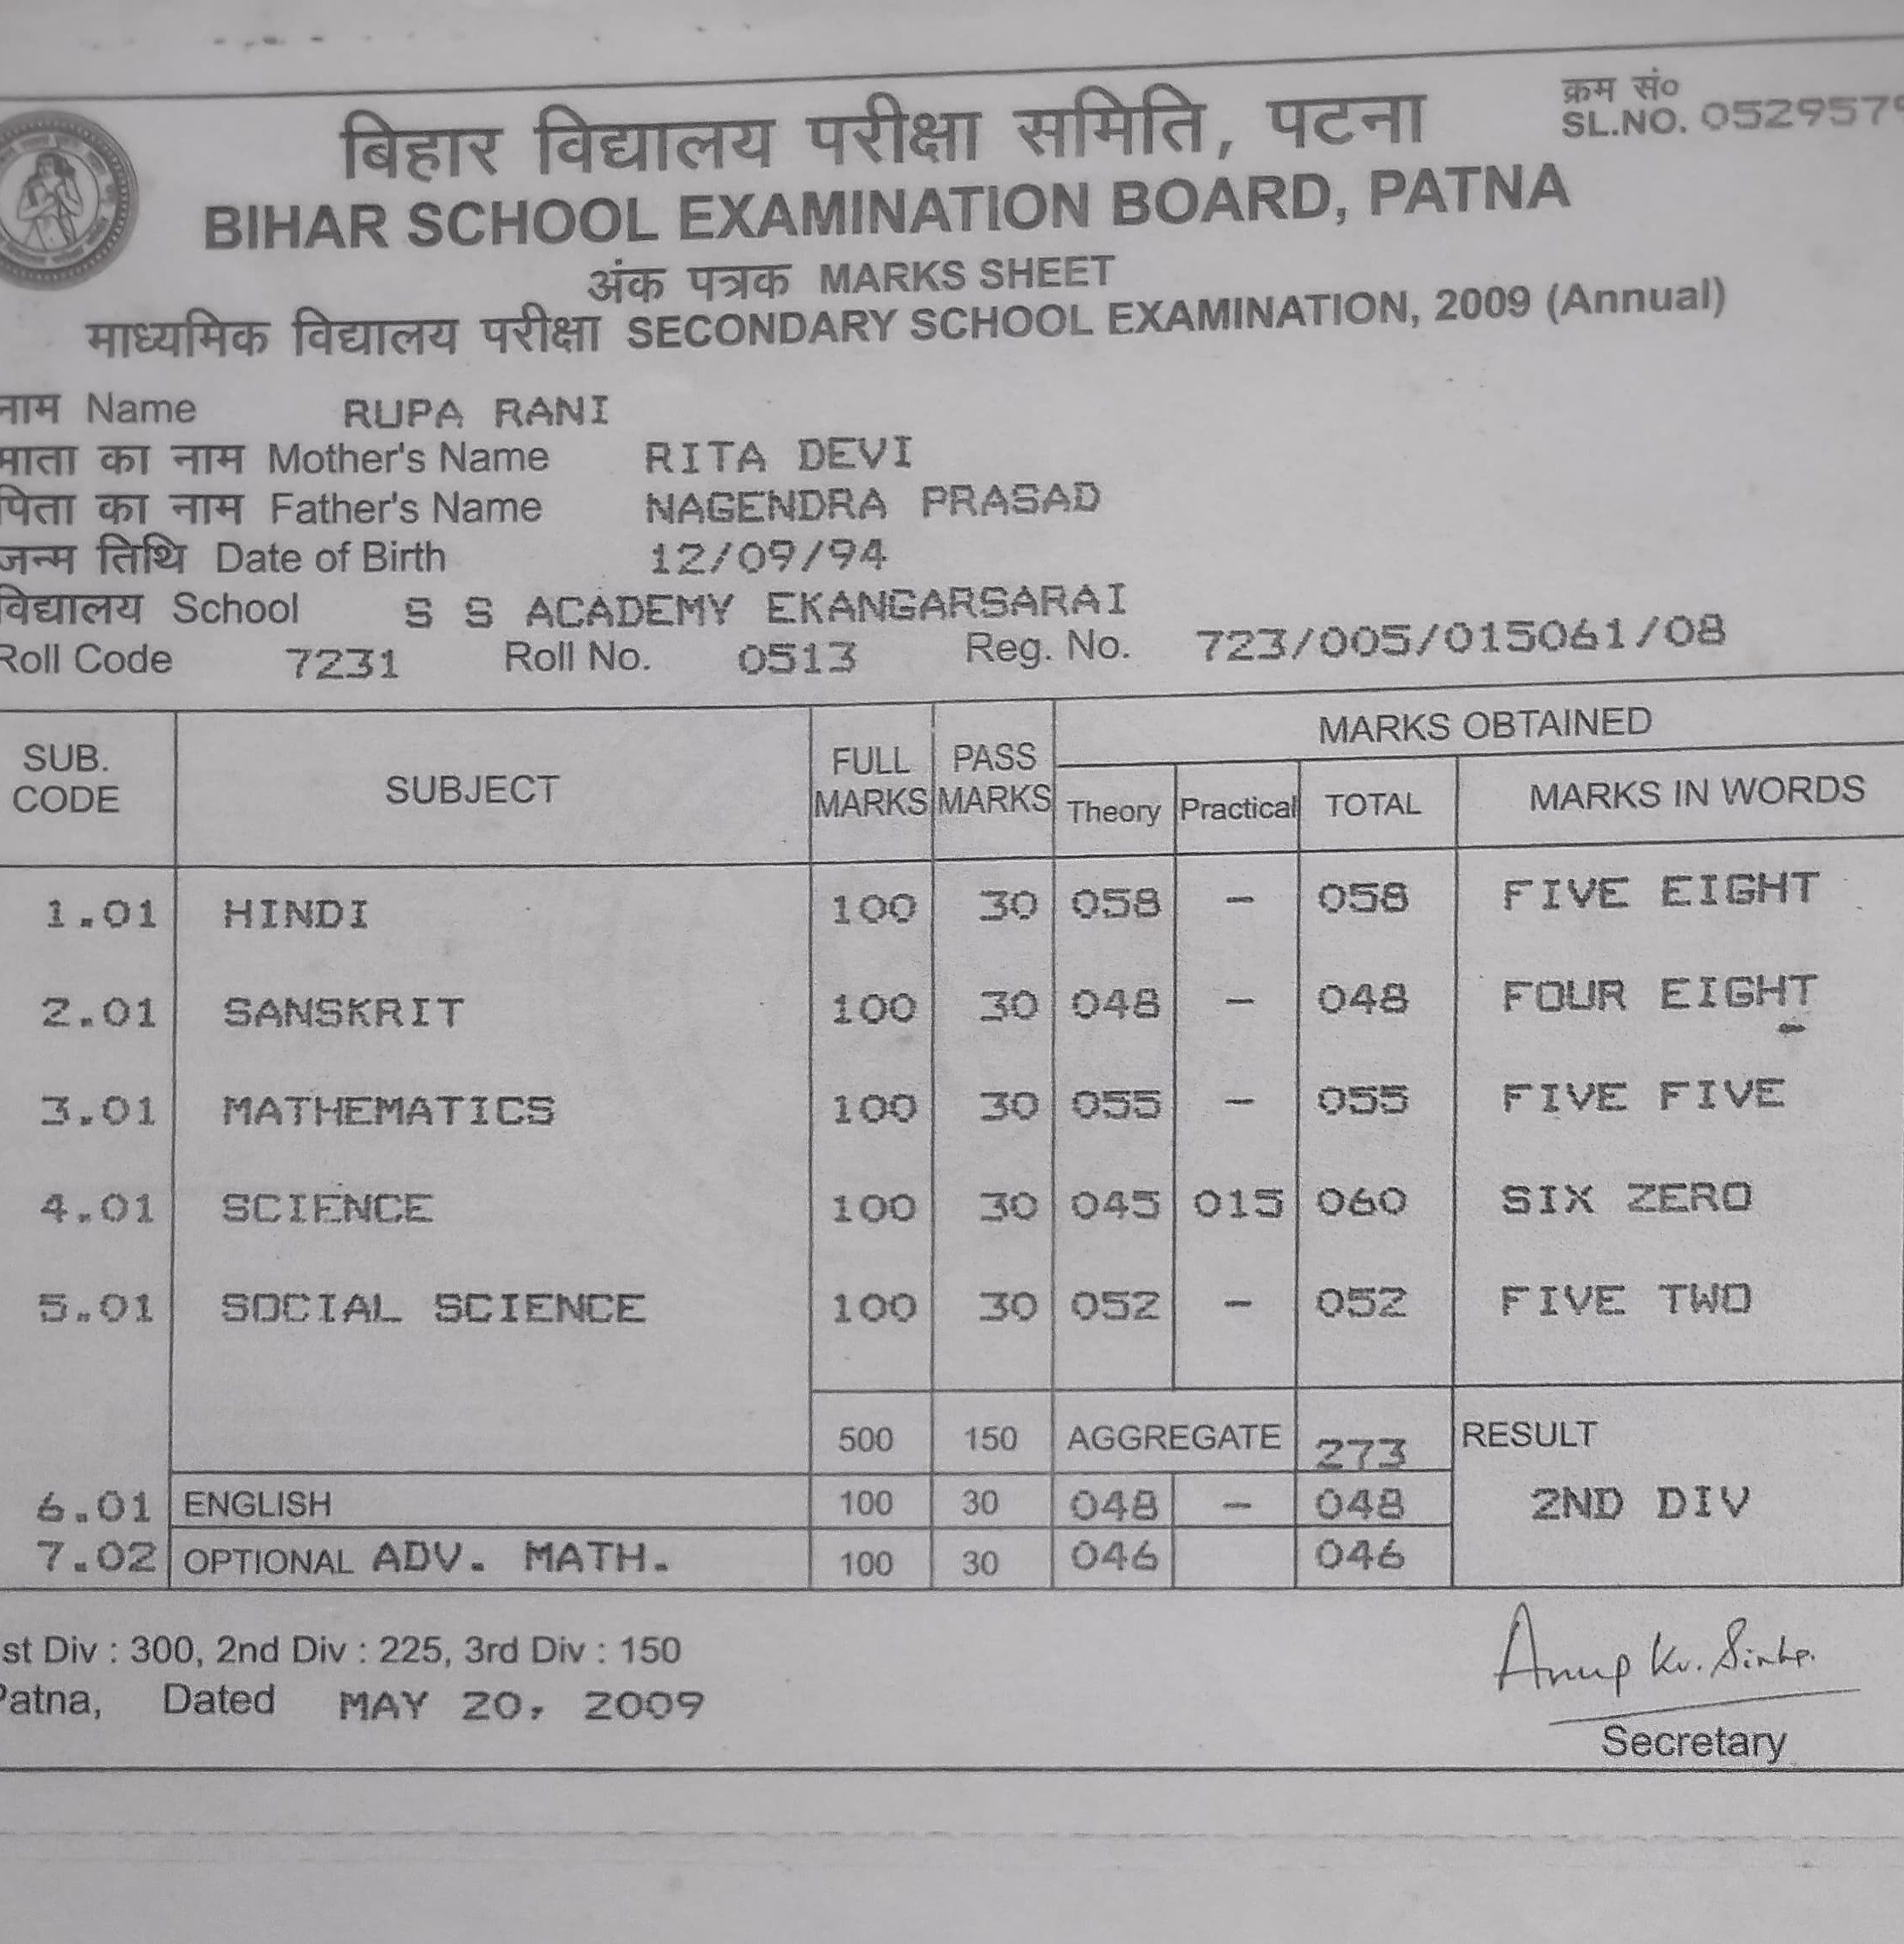 क्रम सं०
SL.NO. 052957
बिहार विद्यालय परीक्षा समिति, पटना
BIHAR SCHOOL EXAMINATION BOARD, PATNA
अंक पत्रक MARKS SHEET
माध्यमिक विद्यालय परीक्षा SECONDARY SCHOOL EXAMINATION, 2009 (Annual)
नाम Name RUPA RANI
माता का नाम Mother's Name RITA DEVI
पिता का नाम Father's Name NAGENDRA PRASAD
जन्म तिथि Date of Birth 12/09/94
विद्यालय School S S ACADEMY EKANGARSARAI
Roll Code 7231 Roll No. 0513 Reg. No. 723/005/015061/08
SUB. CODE SUBJECT FULL MARKS PASS MARKS MARKS OBTAINED
Theory Practical TOTAL MARKS IN WORDS
1.01 HINDI 100 30 058 - 058 FIVE EIGHT
2.01 SANSKRIT 100 30 048 - 048 FOUR EIGHT
3.01 MATHEMATICS 100 30 055 - 055 FIVE FIVE
4.01 SCIENCE 100 30 045 015 060 SIX ZERO
5.01 SOCIAL SCIENCE 100 30 052 - 052 FIVE TWO
500 150 AGGREGATE 273 RESULT
6.01 ENGLISH 100 30 048 - 048 2ND DIV
7.02 OPTIONAL ADV. MATH. 100 30 046 046
st Div : 300, 2nd Div : 225, 3rd Div : 150
Patna, Dated MAY 20, 2009
Anup Kr. Sinha.
Secretary